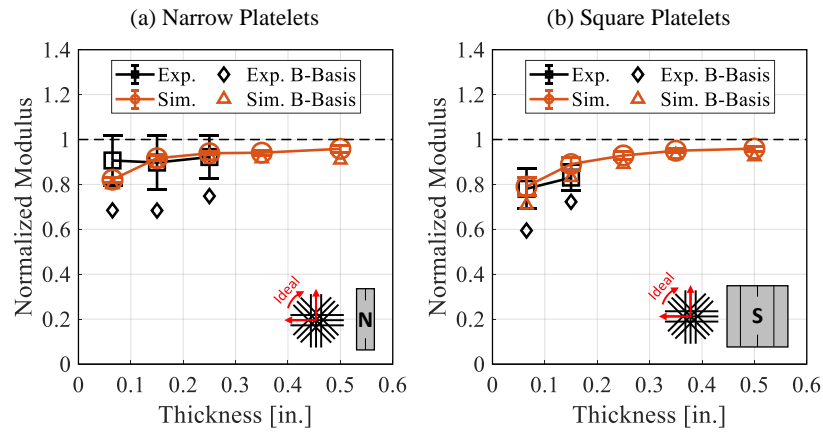 (a) Narrow Platelets
Normalized Modulus
1.4
1.2
1
0.8
0.6
0.4
0.2
0
Exp.
Exp. B-Basis
Sim.
Sim. B-Basis
Ideal
N
0 0.1 0.2 0.3 0.4 0.5 0.6
Thickness [in.]
(b) Square Platelets
Normalized Modulus
1.4
1.2
1
0.8
0.6
0.4
0.2
0
Exp.
Exp. B-Basis
Sim.
Sim. B-Basis
Ideal
S
0 0.1 0.2 0.3 0.4 0.5 0.6
Thickness [in.]